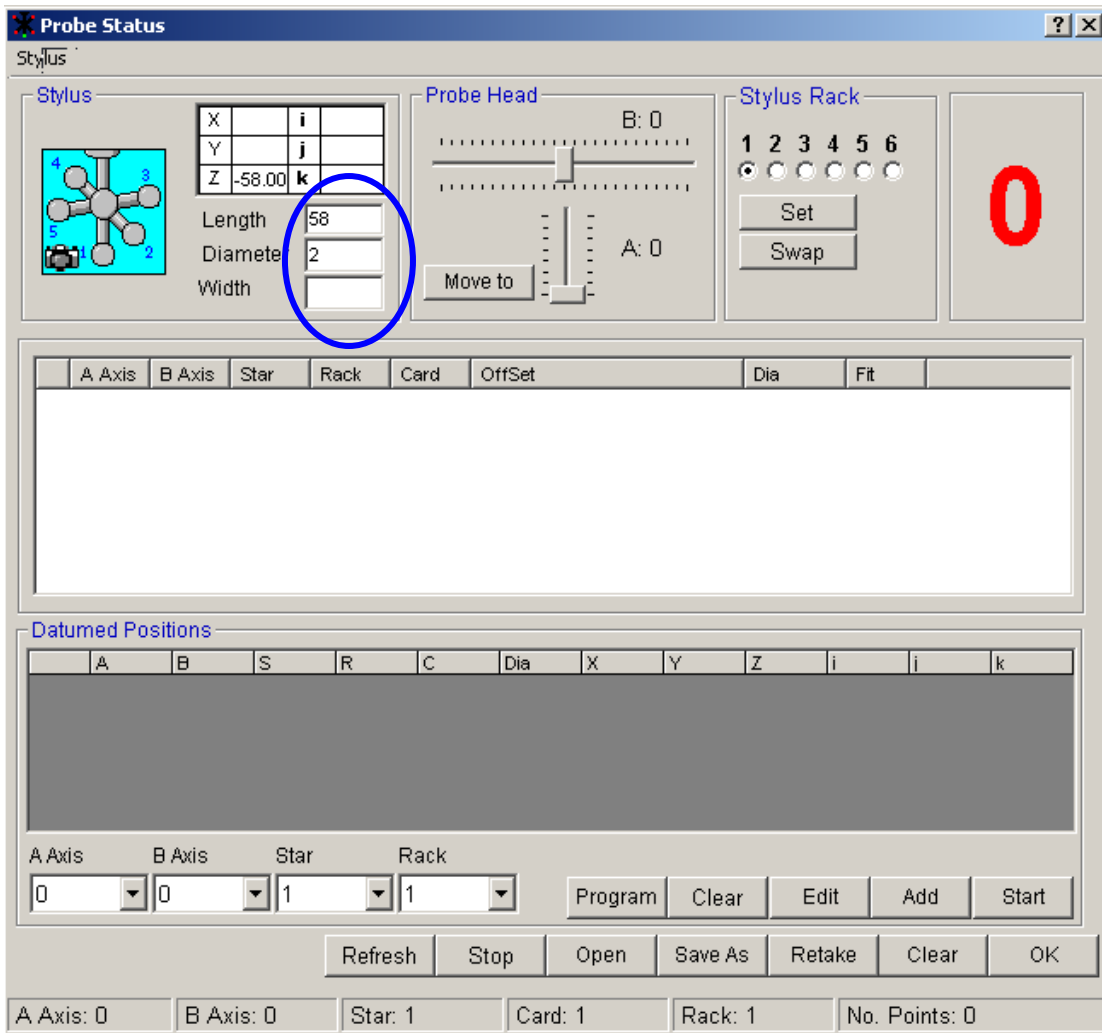 Probe Status
Stylus
Stylus
X i
Y j
Z -58.00 k
4
3
5
1
2
Length 58
Diameter 2
Width
Probe Head
B: 0
A: 0
Move to
Stylus Rack
1 2 3 4 5 6
Set
Swap
0
A Axis B Axis Star Rack Card OffSet Dia Fit
Datumed Positions
A B S R C Dia X Y Z i j k
A Axis B Axis Star Rack
0 0 1 1
Program Clear Edit Add Start
Refresh Stop Open Save As Retake Clear OK
A Axis: 0 B Axis: 0 Star: 1 Card: 1 Rack: 1 No. Points: 0